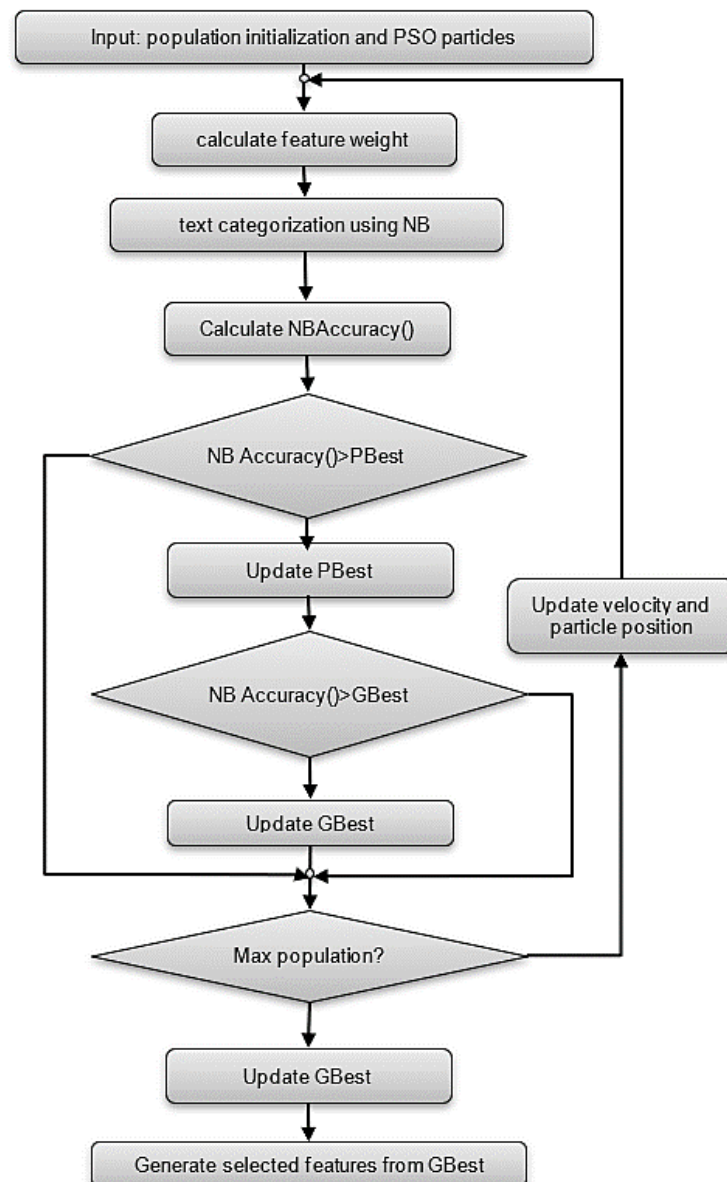 Input: population initialization and PSO particles
calculate feature weight
text categorization using NB
Calculate NBAccuracy()
NB Accuracy()>PBest
Update PBest
Update velocity and
particle position
NB Accuracy()>GBest
Update GBest
Max population?
Update GBest
Generate selected features from GBest